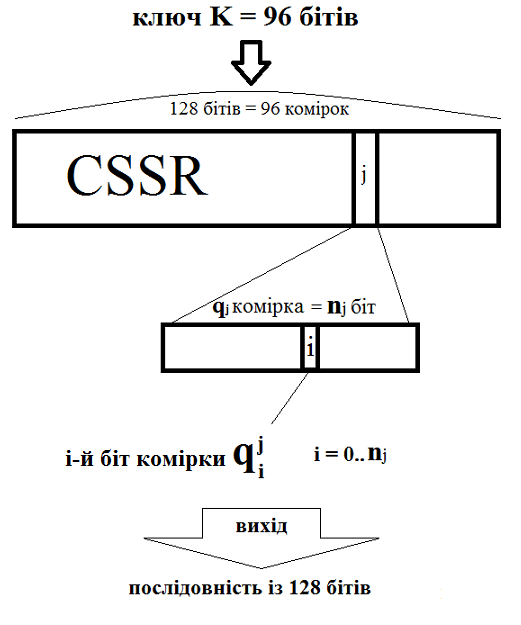 ключ K = 96 бітів
128 бітів = 96 комірок
CSSR
j
qj комірка = nj біт
i
і-й біт комірки qij i = 0.. nj
вихід
послідовність із 128 бітів